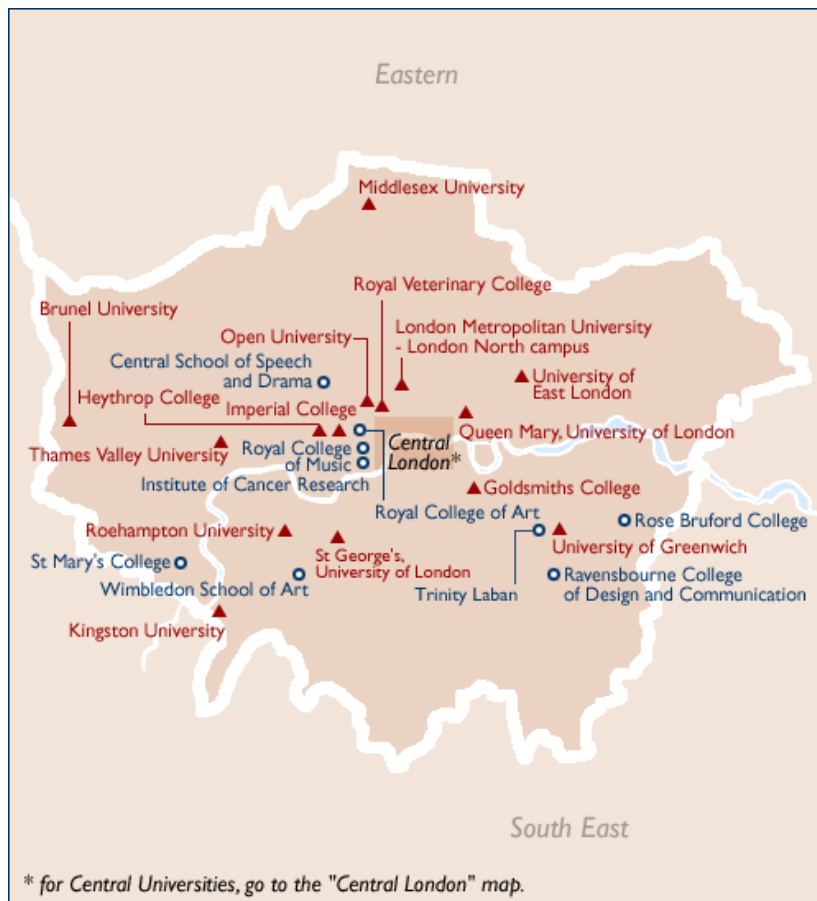 Eastern
Middlesex University
Royal Veterinary College
Brunel University
London Metropolitan University
- London North campus
Open University
Central School of Speech
and Drama
University of
East London
Heythrop College
Imperial College
Queen Mary, University of London
Central
London*
Thames Valley University
Royal College
of Music
Institute of Cancer Research
Goldsmiths College
Royal College of Art
Rose Bruford College
Roehampton University
University of Greenwich
St George's,
University of London
St Mary's College
Wimbledon School of Art
Trinity Laban
Ravensbourne College
of Design and Communication
Kingston University
South East
* for Central Universities, go to the "Central London" map.